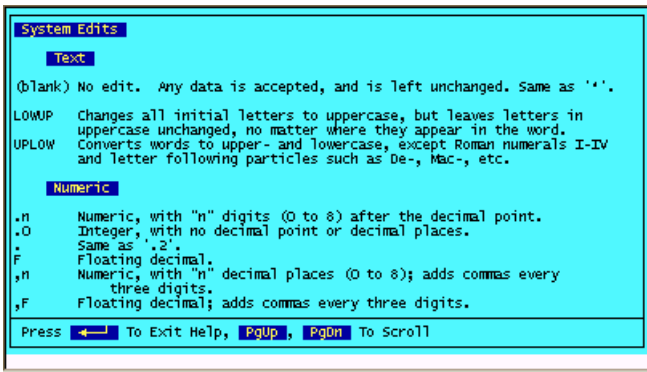 System Edits
Text
(blank) No edit. Any data is accepted, and is left unchanged. Same as '*'.
LOWUP Changes all initial letters to uppercase, but leaves letters in
uppercase unchanged, no matter where they appear in the word.
UPLOW Converts words to upper- and lowercase, except Roman numerals I-IV
and letter following particles such as De-, Mac-, etc.
Numeric
.n Numeric, with "n" digits (0 to 8) after the decimal point.
.0 Integer, with no decimal point or decimal places.
. Same as '.2'.
F Floating decimal.
,n Numeric, with "n" decimal places (0 to 8); adds commas every
three digits.
,F Floating decimal; adds commas every three digits.
Press To Exit Help, PgUp , PgDn To Scroll